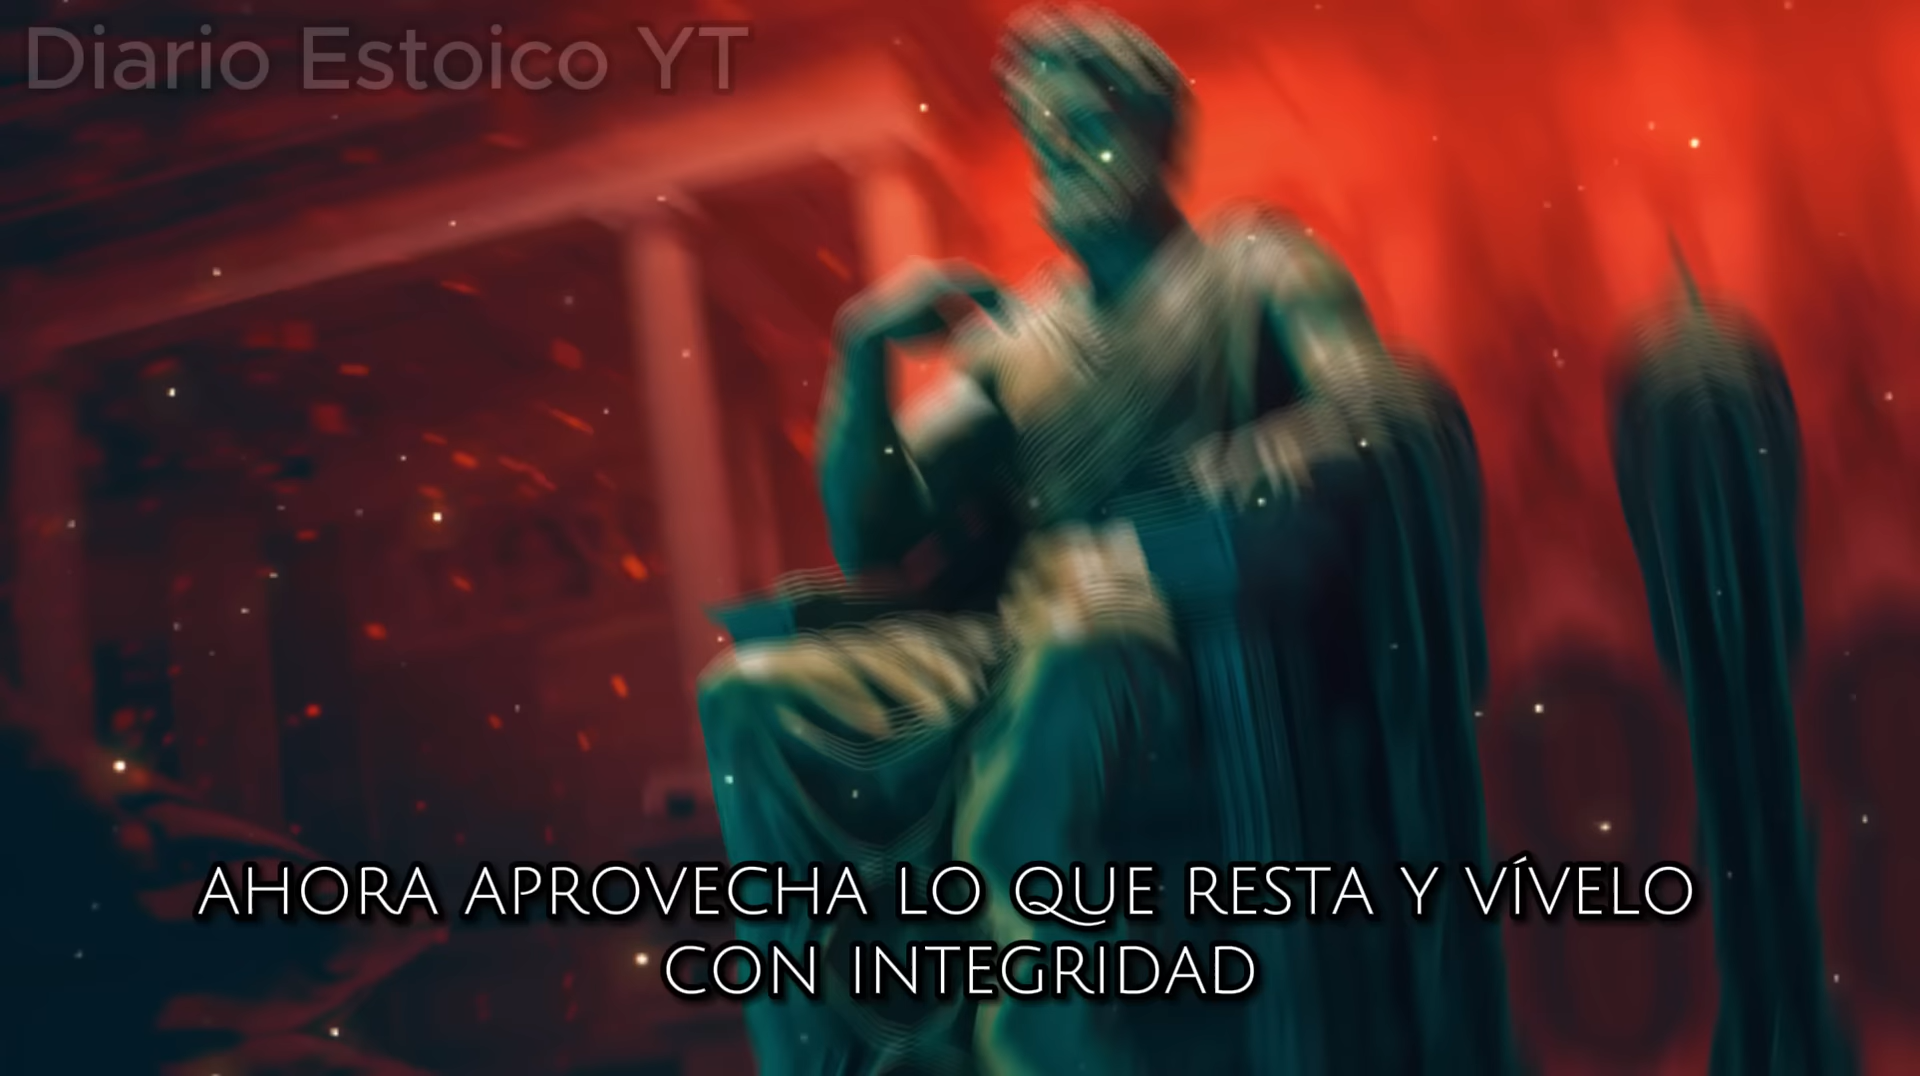 Diario Estoico YT
AHORA APROVECHA LO QUE RESTA Y VÍVELO
CON INTEGRIDAD